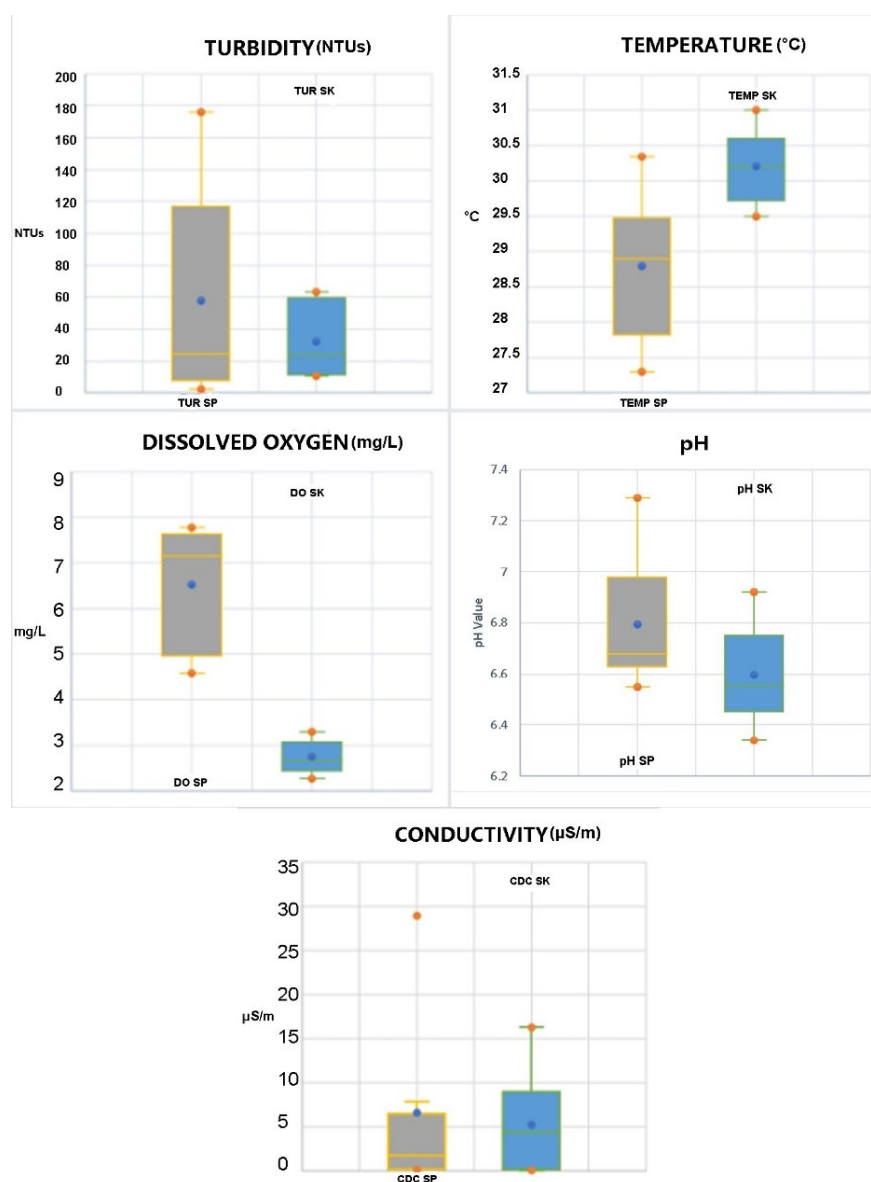 TURBIDITY(NTUs)
200
180
160
140
120
NTUs
100
80
60
40
20
0
TUR SK
TUR SP
TEMPERATURE (°C)
31.5
31
30.5
30
°C
29.5
29
28.5
28
27.5
27
TEMP SK
TEMP SP
DISSOLVED OXYGEN(mg/L)
9
8
7
6
mg/L
5
4
3
2
DO SK
DO SP
pH
7.4
7.2
7
pH Value
6.8
6.6
6.4
6.2
pH SK
pH SP
CONDUCTIVITY(µS/m)
35
30
25
20
µS/m
15
10
5
0
CDC SK
CDC SP